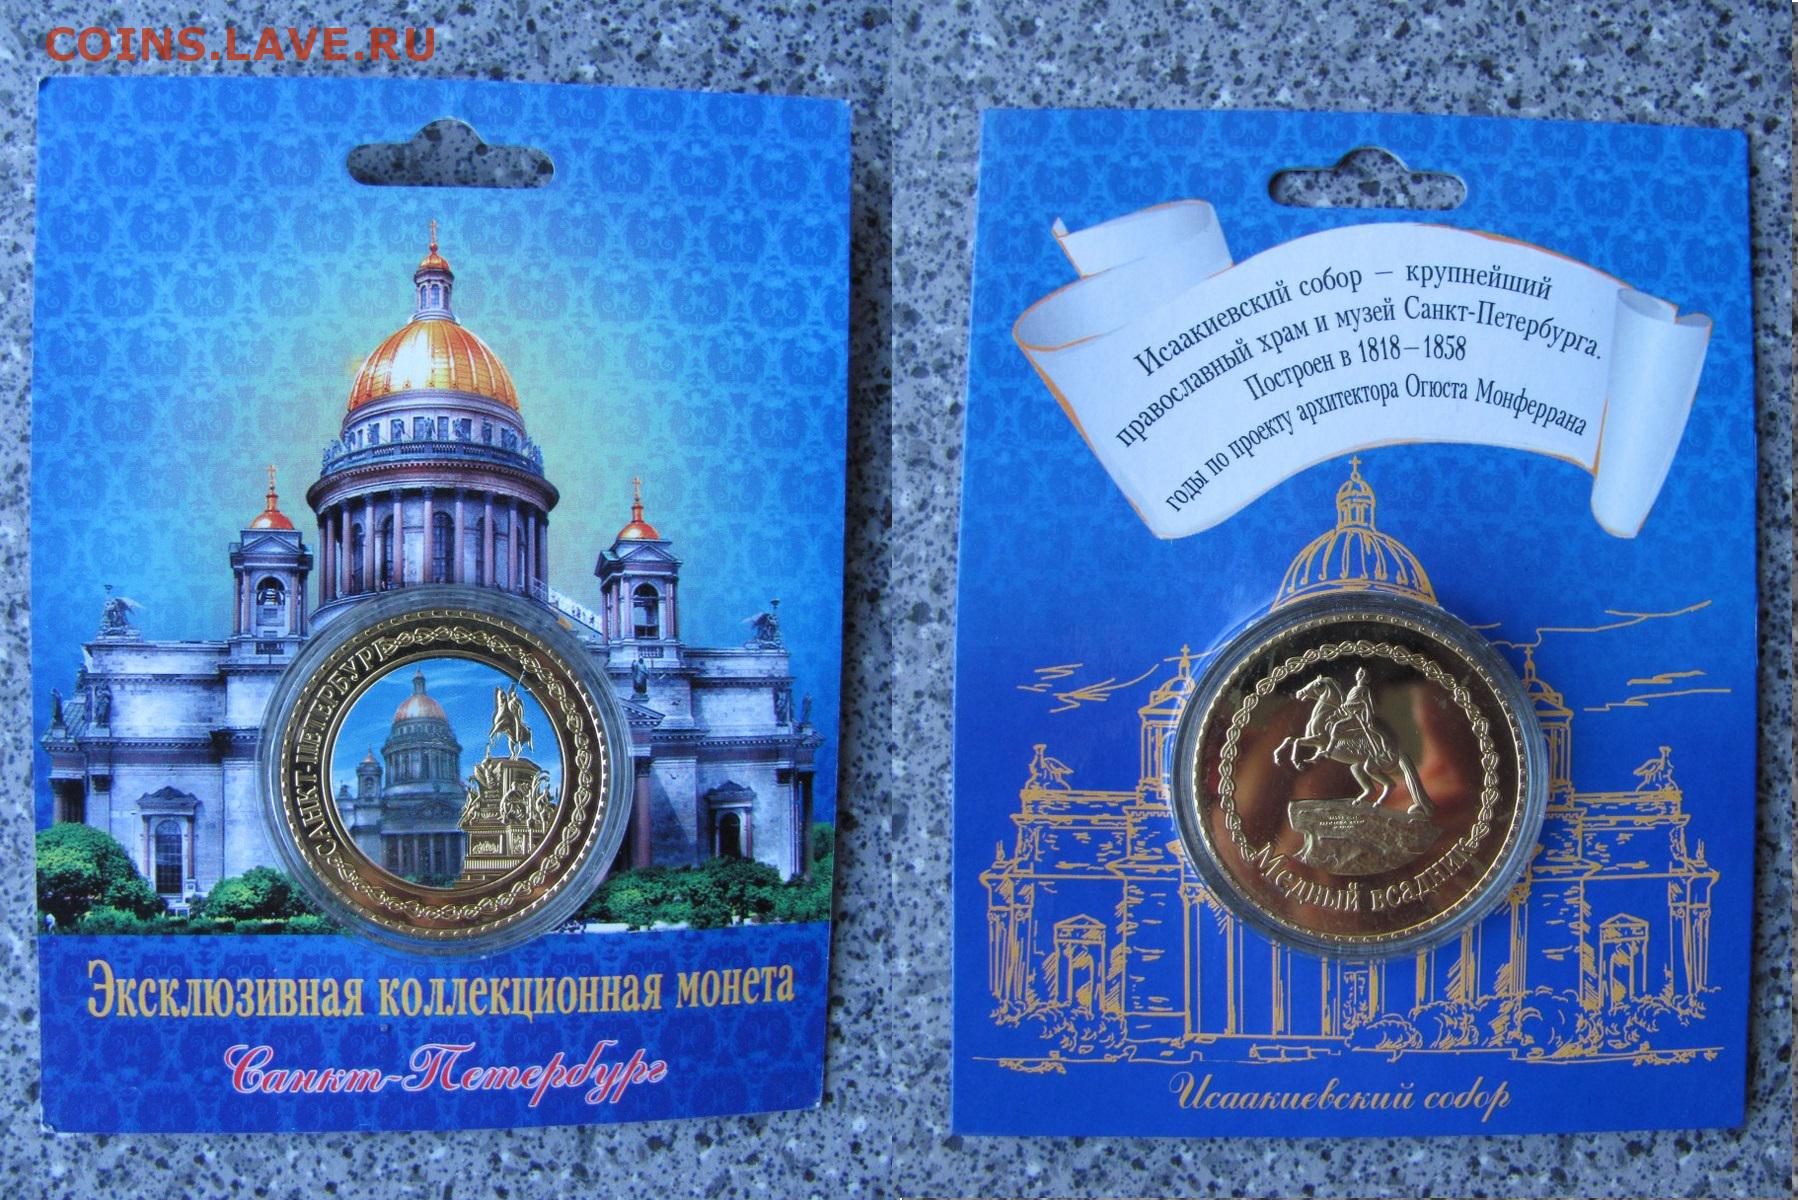 COINS.LAVE.RU
САНКТ-ПЕТЕРБУРГ
Эксклюзивная коллекционная монета
Санкт-Петербург
Исаакиевский собор – крупнейший
православный храм и музей Санкт-Петербурга.
Построен в 1818–1858
годы по проекту архитектора Огюста Монферрана
Медный всадник
Исаакиевский собор